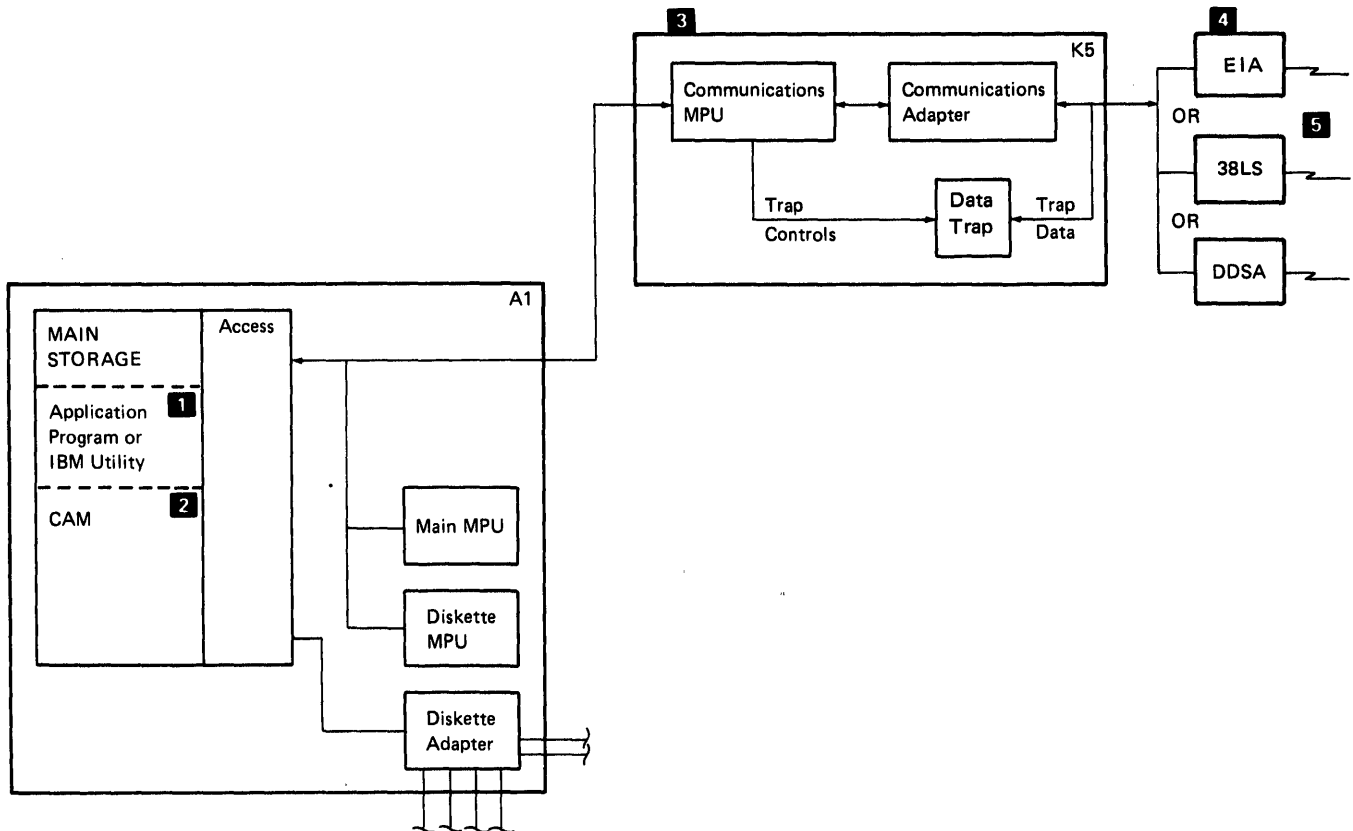 3
K5
Communications
MPU
Communications
Adapter
Trap
Controls
Data
Trap
Trap
Data
4
EIA
OR
5
38LS
OR
DDSA
A1
MAIN
STORAGE
Access
1
Application
Program or
IBM Utility
2
CAM
Main MPU
Diskette
MPU
Diskette
Adapter